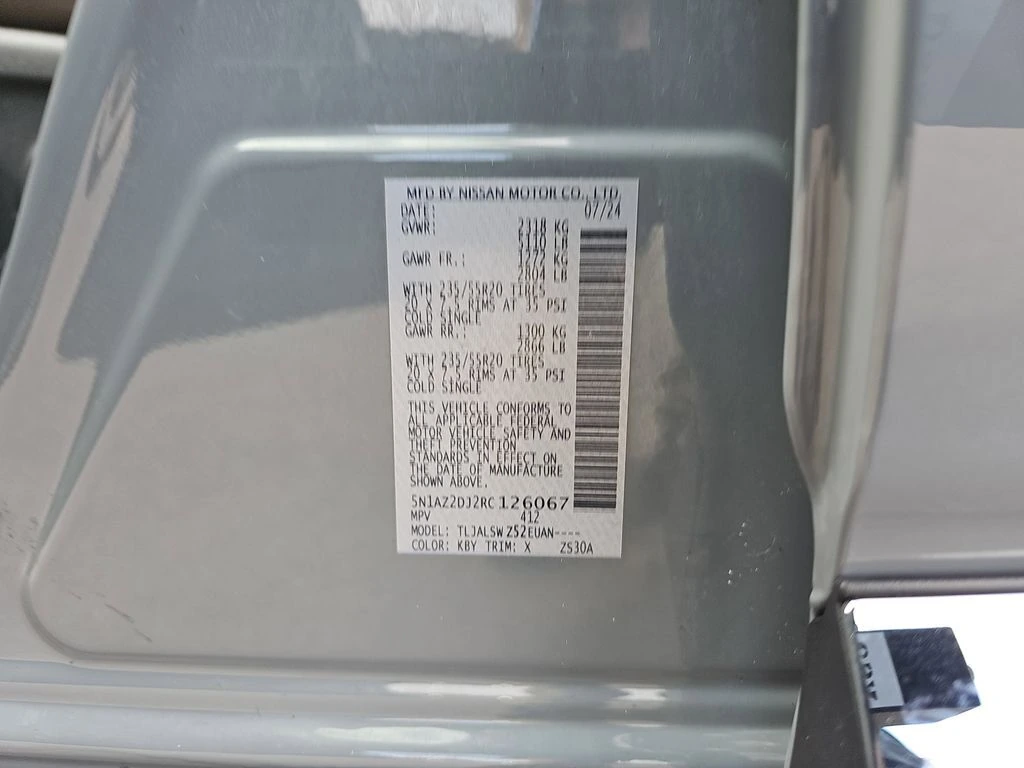 MFD BY NISSAN MOTOR CO., LTD.
DATE: 07/24
GVWR: 2318 KG
5110 LB
GAWR FR.: 1272 KG
2804 LB
WITH 235/55R20 TIRES
20 X 7.5 RIMS AT 35 PSI
COLD SINGLE
GAWR RR.: 1300 KG
2866 LB
WITH 235/55R20 TIRES
20 X 7.5 RIMS AT 35 PSI
COLD SINGLE
THIS VEHICLE CONFORMS TO
ALL APPLICABLE FEDERAL
MOTOR VEHICLE SAFETY AND
THEFT PREVENTION
STANDARDS IN EFFECT ON
THE DATE OF MANUFACTURE
SHOWN ABOVE.
5N1AZ2DJ2RC126067
MPV 412
MODEL: TLJALSWZS2EUAN----
COLOR: KBY TRIM: X ZS30A